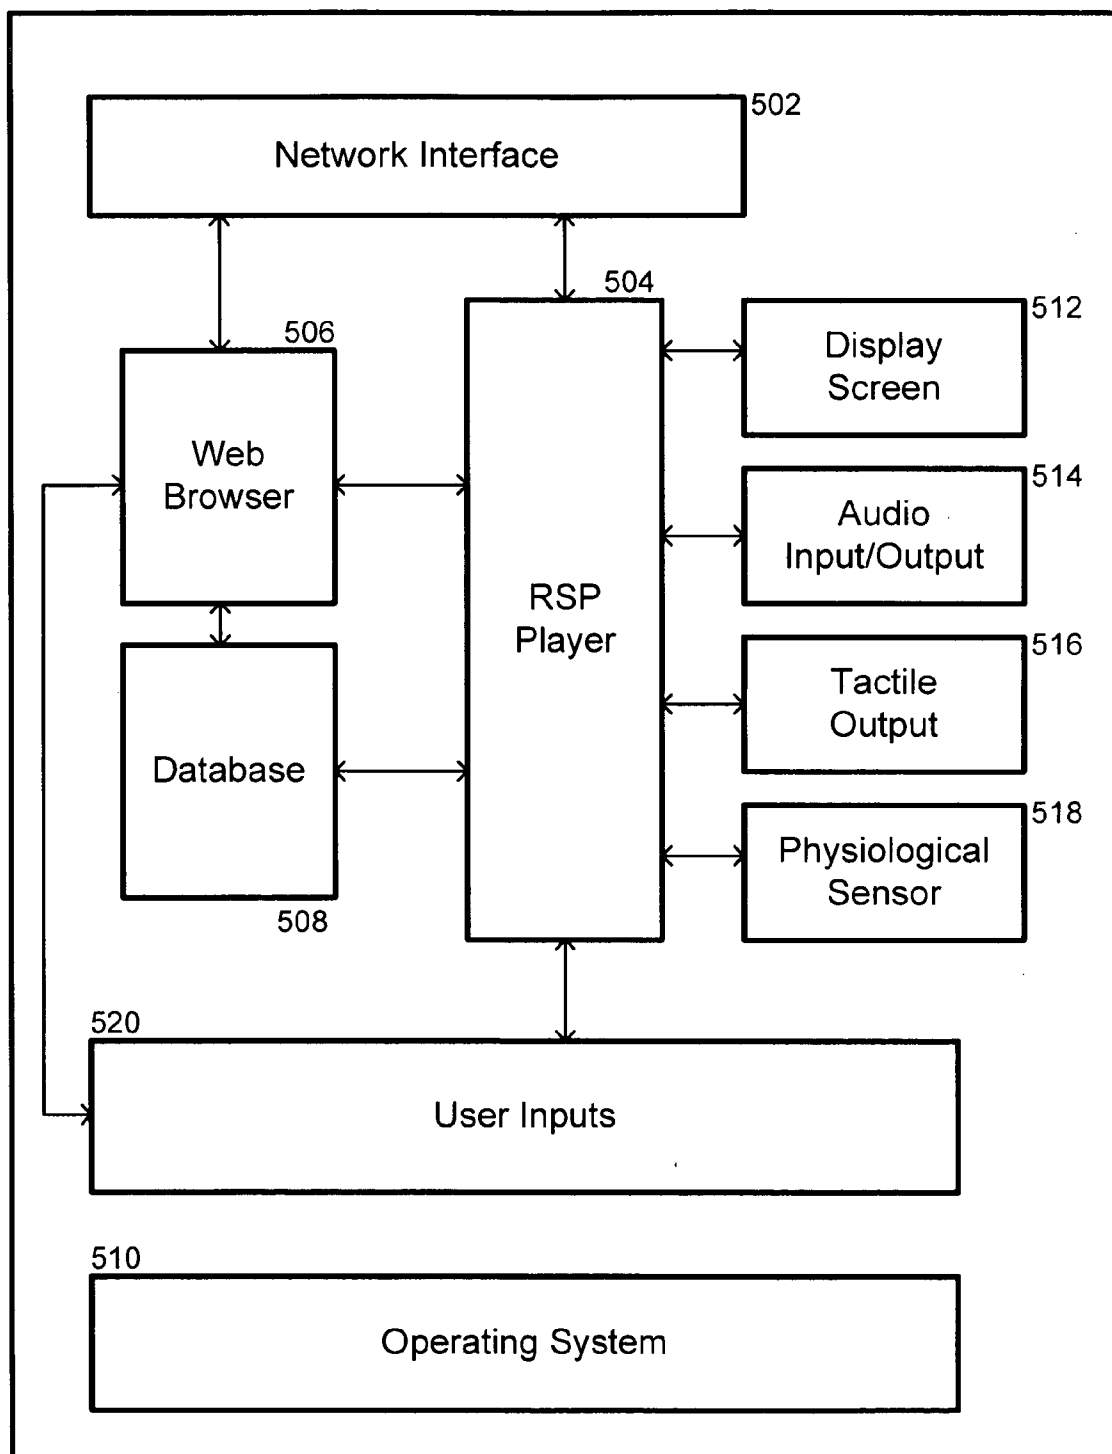 502
Network Interface
504
506
512
Display
Screen
Web
Browser
514
Audio
Input/Output
RSP
Player
516
Tactile
Output
Database
508
518
Physiological
Sensor
520
User Inputs
510
Operating System